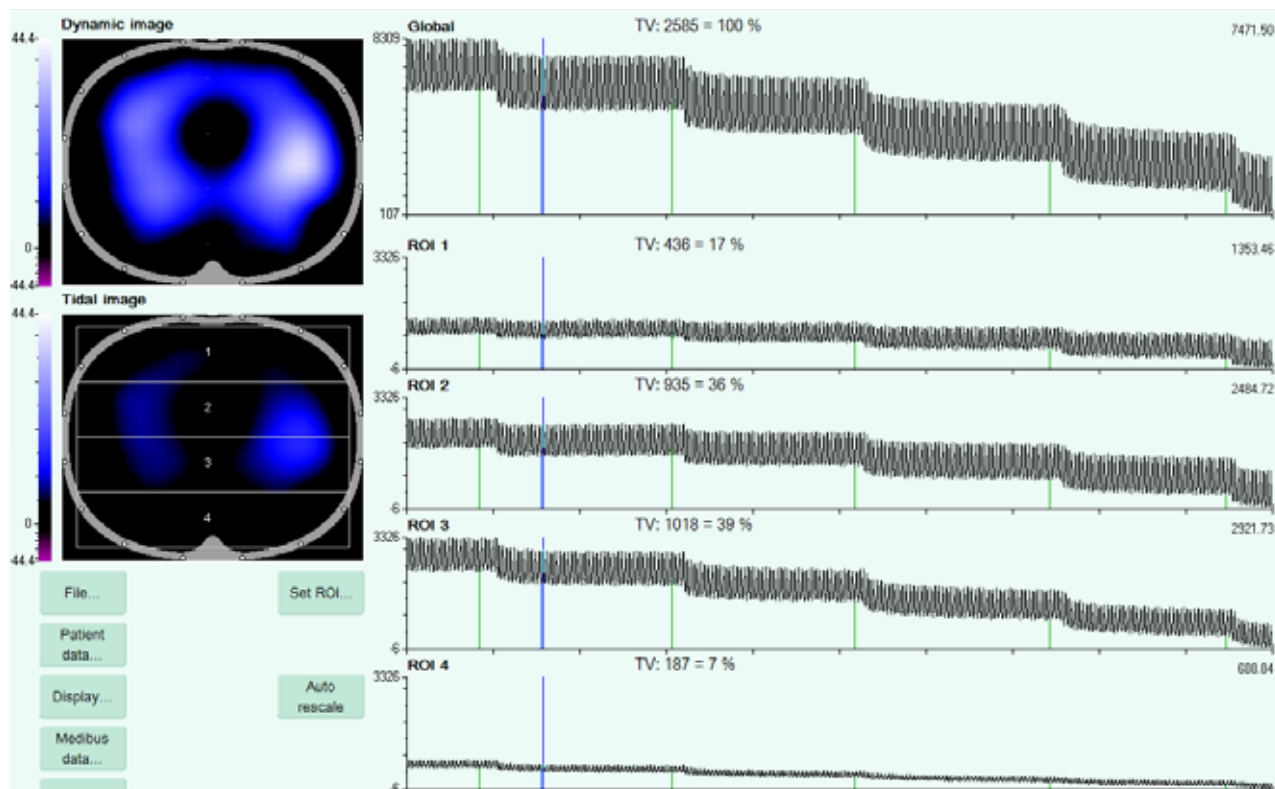 Dynamic image
44.4
0
-44.4
Tidal image
44.4
0
-44.4
1
2
3
4
File...
Set ROI...
Patient
data...
Display...
Auto
rescale
Medibus
data...
Global
TV: 2585 = 100 %
7471.50
8309
107
ROI 1
TV: 436 = 17 %
1353.46
3326
-6
ROI 2
TV: 935 = 36 %
2484.72
3326
-6
ROI 3
TV: 1018 = 39 %
2921.73
3326
-6
ROI 4
TV: 187 = 7 %
3326
-6